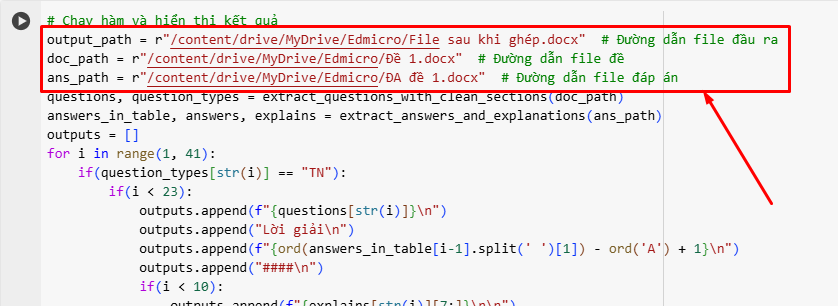 # Chạy hàm và hiển thị kết quả
output_path = r"/content/drive/MyDrive/Edmicro/File sau khi ghép.docx"  # Đường dẫn file đầu ra
doc_path = r"/content/drive/MyDrive/Edmicro/Đề 1.docx"  # Đường dẫn file đề
ans_path = r"/content/drive/MyDrive/Edmicro/ĐA đề 1.docx"  # Đường dẫn file đáp án
questions, question_types = extract_questions_with_clean_sections(doc_path)
answers_in_table, answers, explains = extract_answers_and_explanations(ans_path)
outputs = []
for i in range(1, 41):
    if(question_types[str(i)] == "TN"):
        if(i < 23):
            outputs.append(f"{questions[str(i)]}\n")
            outputs.append("Lời giải\n")
            outputs.append(f"{ord(answers_in_table[i-1].split(' ')[1]) - ord('A') + 1}\n")
            outputs.append("####\n")
            if(i < 10):
                outputs.append(f"{explains[str(i)][7:]}\n\n")